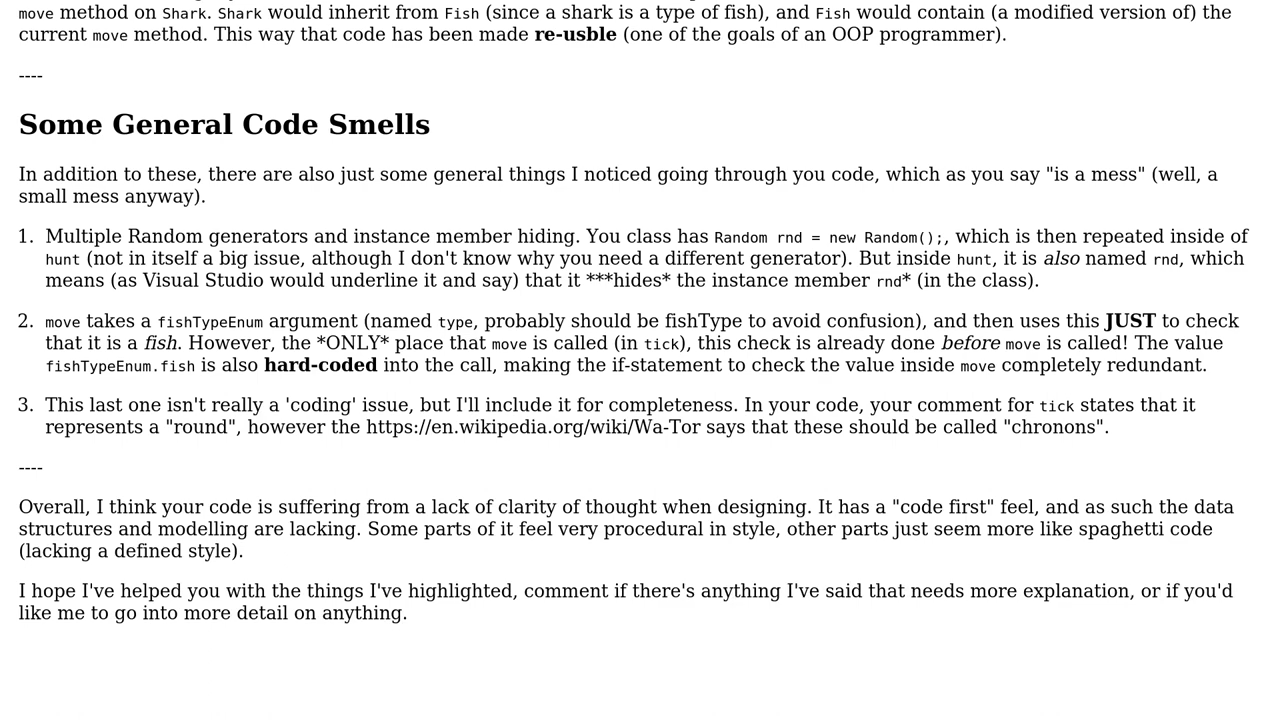 move method on Shark. Shark would inherit from Fish (since a shark is a type of fish), and Fish would contain (a modified version of) the
current move method. This way that code has been made re-usble (one of the goals of an OOP programmer).
----
Some General Code Smells
In addition to these, there are also just some general things I noticed going through you code, which as you say "is a mess" (well, a
small mess anyway).
1. Multiple Random generators and instance member hiding. You class has Random rnd = new Random();, which is then repeated inside of
hunt (not in itself a big issue, although I don't know why you need a different generator). But inside hunt, it is also named rnd, which
means (as Visual Studio would underline it and say) that it ***hides* the instance member rnd* (in the class).
2. move takes a fishTypeEnum argument (named type, probably should be fishType to avoid confusion), and then uses this JUST to check
that it is a fish. However, the *ONLY* place that move is called (in tick), this check is already done before move is called! The value
fishTypeEnum.fish is also hard-coded into the call, making the if-statement to check the value inside move completely redundant.
3. This last one isn't really a 'coding' issue, but I'll include it for completeness. In your code, your comment for tick states that it
represents a "round", however the https://en.wikipedia.org/wiki/Wa-Tor says that these should be called "chronons".
----
Overall, I think your code is suffering from a lack of clarity of thought when designing. It has a "code first" feel, and as such the data
structures and modelling are lacking. Some parts of it feel very procedural in style, other parts just seem more like spaghetti code
(lacking a defined style).
I hope I've helped you with the things I've highlighted, comment if there's anything I've said that needs more explanation, or if you'd
like me to go into more detail on anything.